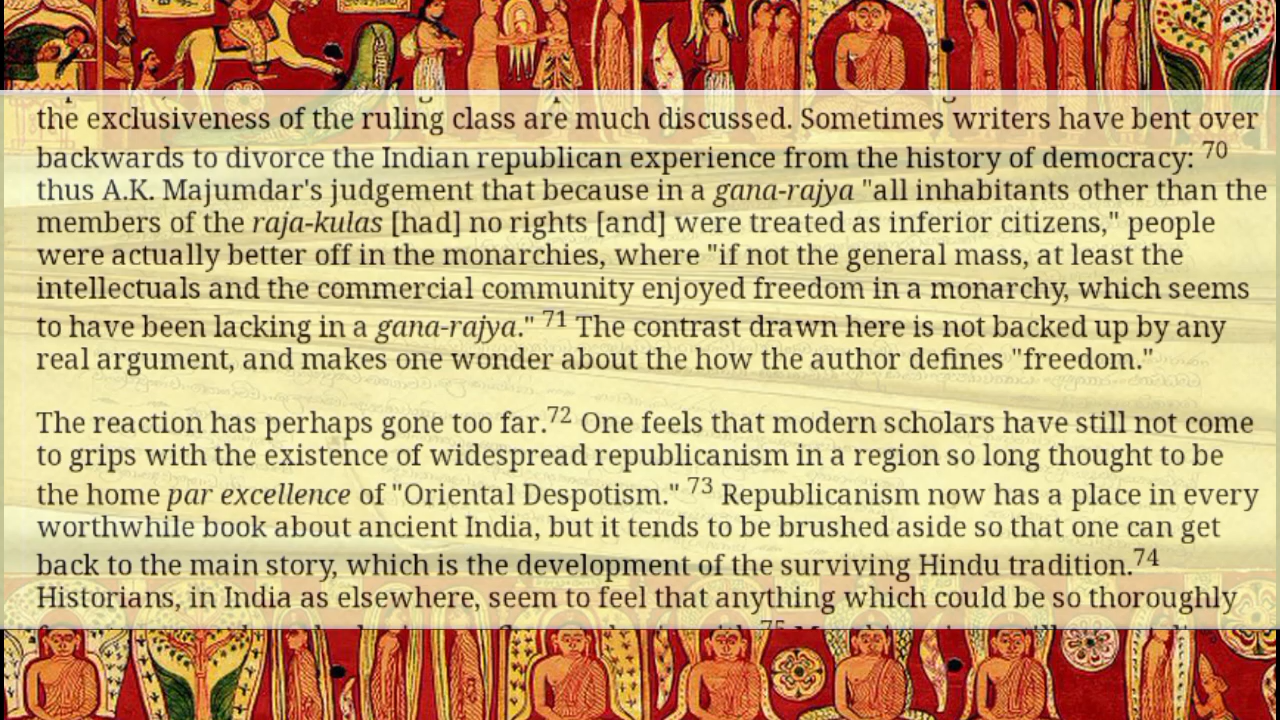 the exclusiveness of the ruling class are much discussed. Sometimes writers have bent over
backwards to divorce the Indian republican experience from the history of democracy: 70
thus A.K. Majumdar's judgement that because in a gana-rajya "all inhabitants other than the
members of the raja-kulas [had] no rights [and] were treated as inferior citizens," people
were actually better off in the monarchies, where "if not the general mass, at least the
intellectuals and the commercial community enjoyed freedom in a monarchy, which seems
to have been lacking in a gana-rajya." 71 The contrast drawn here is not backed up by any
real argument, and makes one wonder about the how the author defines "freedom."
The reaction has perhaps gone too far.72 One feels that modern scholars have still not come
to grips with the existence of widespread republicanism in a region so long thought to be
the home par excellence of "Oriental Despotism." 73 Republicanism now has a place in every
worthwhile book about ancient India, but it tends to be brushed aside so that one can get
back to the main story, which is the development of the surviving Hindu tradition.74
Historians, in India as elsewhere, seem to feel that anything which could be so thoroughly